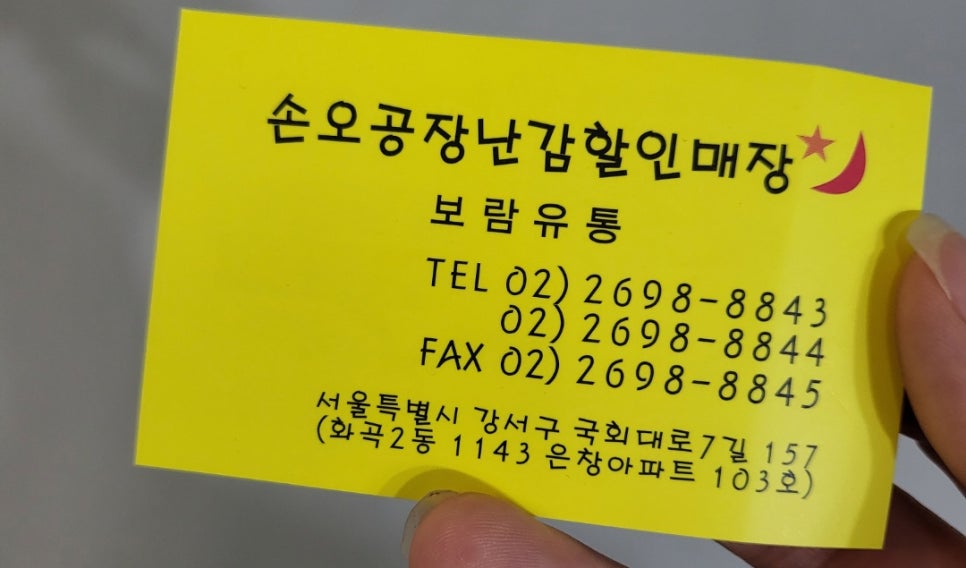 손오공장난감할인매장
보람유통
TEL 02) 2698-8843
02) 2698-8844
FAX 02) 2698-8845
서울특별시 강서구 국회대로7길 157
(화곡2동 1143 은창아파트 103호)